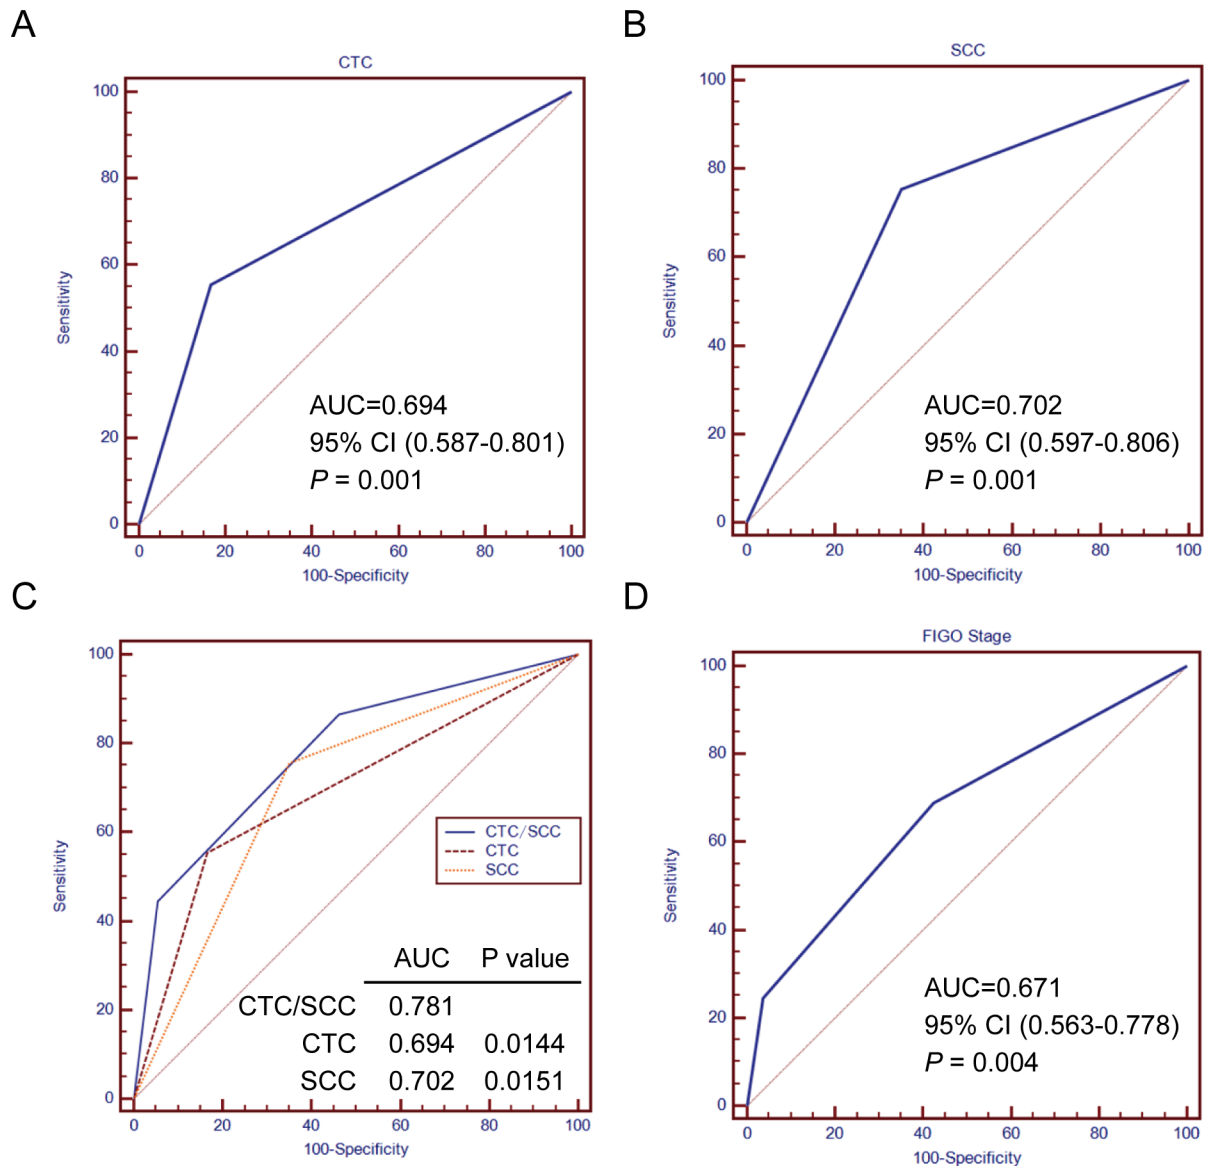 A
CTC
100
80
60
40
20
0
Sensitivity
0 20 40 60 80 100
100-Specificity
AUC=0.694
95% CI (0.587-0.801)
P = 0.001
B
SCC
100
80
60
40
20
0
Sensitivity
0 20 40 60 80 100
100-Specificity
AUC=0.702
95% CI (0.597-0.806)
P = 0.001
C
100
80
60
40
20
0
Sensitivity
0 20 40 60 80 100
100-Specificity
CTC/SCC
CTC
SCC
AUC P value
CTC/SCC 0.781
CTC 0.694 0.0144
SCC 0.702 0.0151
D
FIGO Stage
100
80
60
40
20
0
Sensitivity
0 20 40 60 80 100
100-Specificity
AUC=0.671
95% CI (0.563-0.778)
P = 0.004